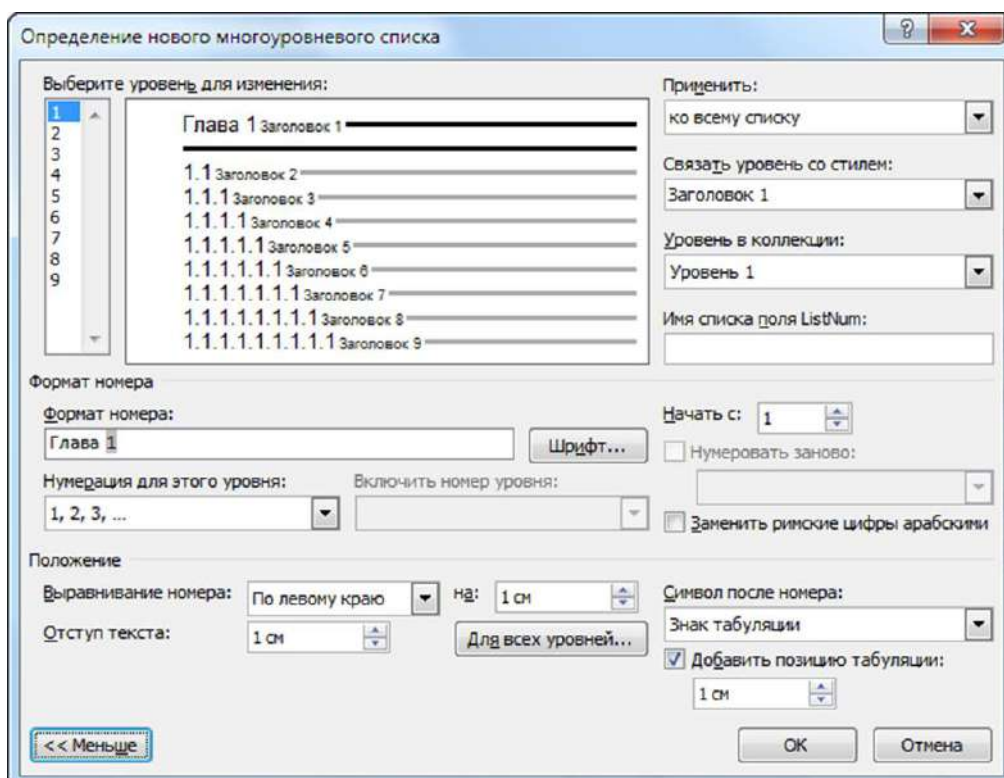 Определение нового многоуровневого списка
Выберите уровень для изменения:
1
2
3
4
5
6
7
8
9
Глава 1 Заголовок 1
1.1 Заголовок 2
1.1.1 Заголовок 3
1.1.1.1 Заголовок 4
1.1.1.1.1 Заголовок 5
1.1.1.1.1.1 Заголовок 6
1.1.1.1.1.1.1 Заголовок 7
1.1.1.1.1.1.1.1 Заголовок 8
1.1.1.1.1.1.1.1.1 Заголовок 9
Применить:
ко всему списку
Связать уровень со стилем:
Заголовок 1
Уровень в коллекции:
Уровень 1
Имя списка поля ListNum:
Формат номера
Формат номера:
Глава 1
Шрифт...
Начать с: 1
Нумеровать заново:
Нумерация для этого уровня:
1, 2, 3, ...
Включить номер уровня:
Заменить римские цифры арабскими
Положение
Выравнивание номера: По левому краю на: 1 см
Отступ текста: 1 см Для всех уровней...
Символ после номера:
Знак табуляции
Добавить позицию табуляции:
1 см
<< Меньше
ОК
Отмена